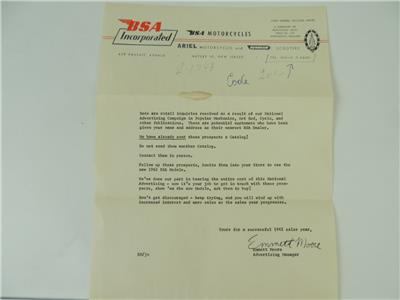 BSA
Incorporated
BSA MOTORCYCLES
ARIEL MOTORCYCLES AND SCOOTERS
639 PASSAIC AVENUE
NUTLEY 10, NEW JERSEY
Code
Here are retail inquiries received as a result of our National
Advertising Campaign in Popular Mechanics, Hot Rod, Cycle, and
other Publications. These are potential customers who have been
given your name and address as their nearest BSA Dealer.
We have already sent these prospects a Catalog!
Do not send them another Catalog.
Contact them in person.
Follow up these prospects, invite them into your Store to see the
new 1962 BSA Models.
We've done our part in bearing the entire cost of this National
Advertising - now it's your job to get in touch with these pros-
pects, show 'em the new Models, get them to buy!
Don't get discouraged - keep trying, and you will wind up with
increased interest and more sales as the sales year progresses.
Yours for a successful 1962 sales year,
Emmett Moore
Emmett Moore
Advertising Manager